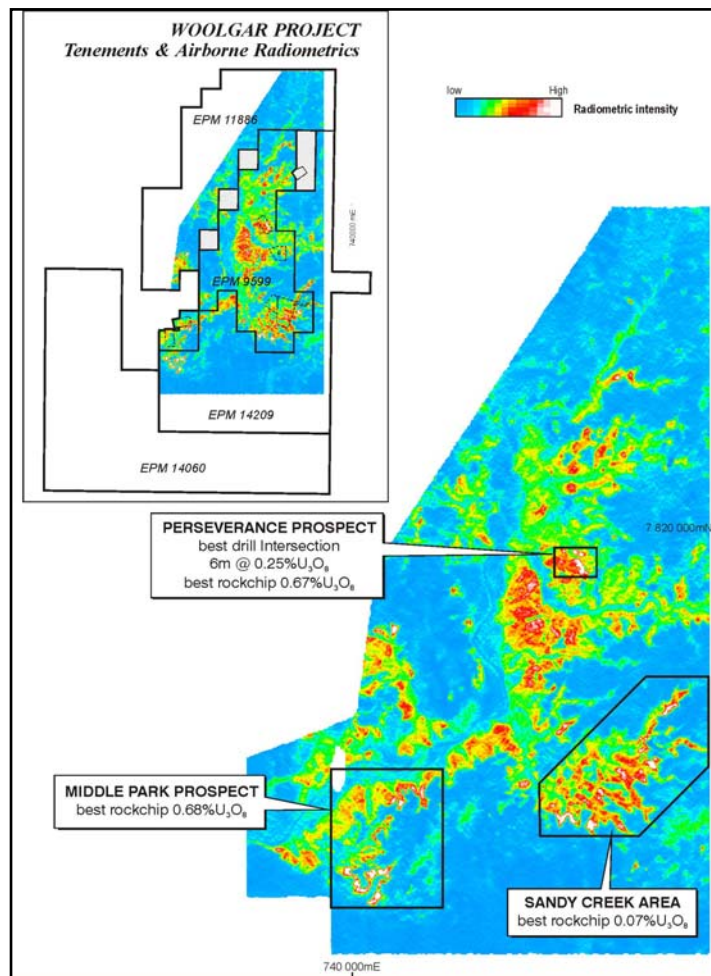 WOOLGAR PROJECT
Tenements & Airborne Radiometrics
EPM 11886
740000 mE
EPM 9599
EPM 14209
EPM 14060
low High
Radiometric intensity
7 820 000mN
PERSEVERANCE PROSPECT
best drill Intersection
6m @ 0.25%U₃O₈
best rockchip 0.67%U₃O₈
MIDDLE PARK PROSPECT
best rockchip 0.68%U₃O₈
SANDY CREEK AREA
best rockchip 0.07%U₃O₈
740 000mE